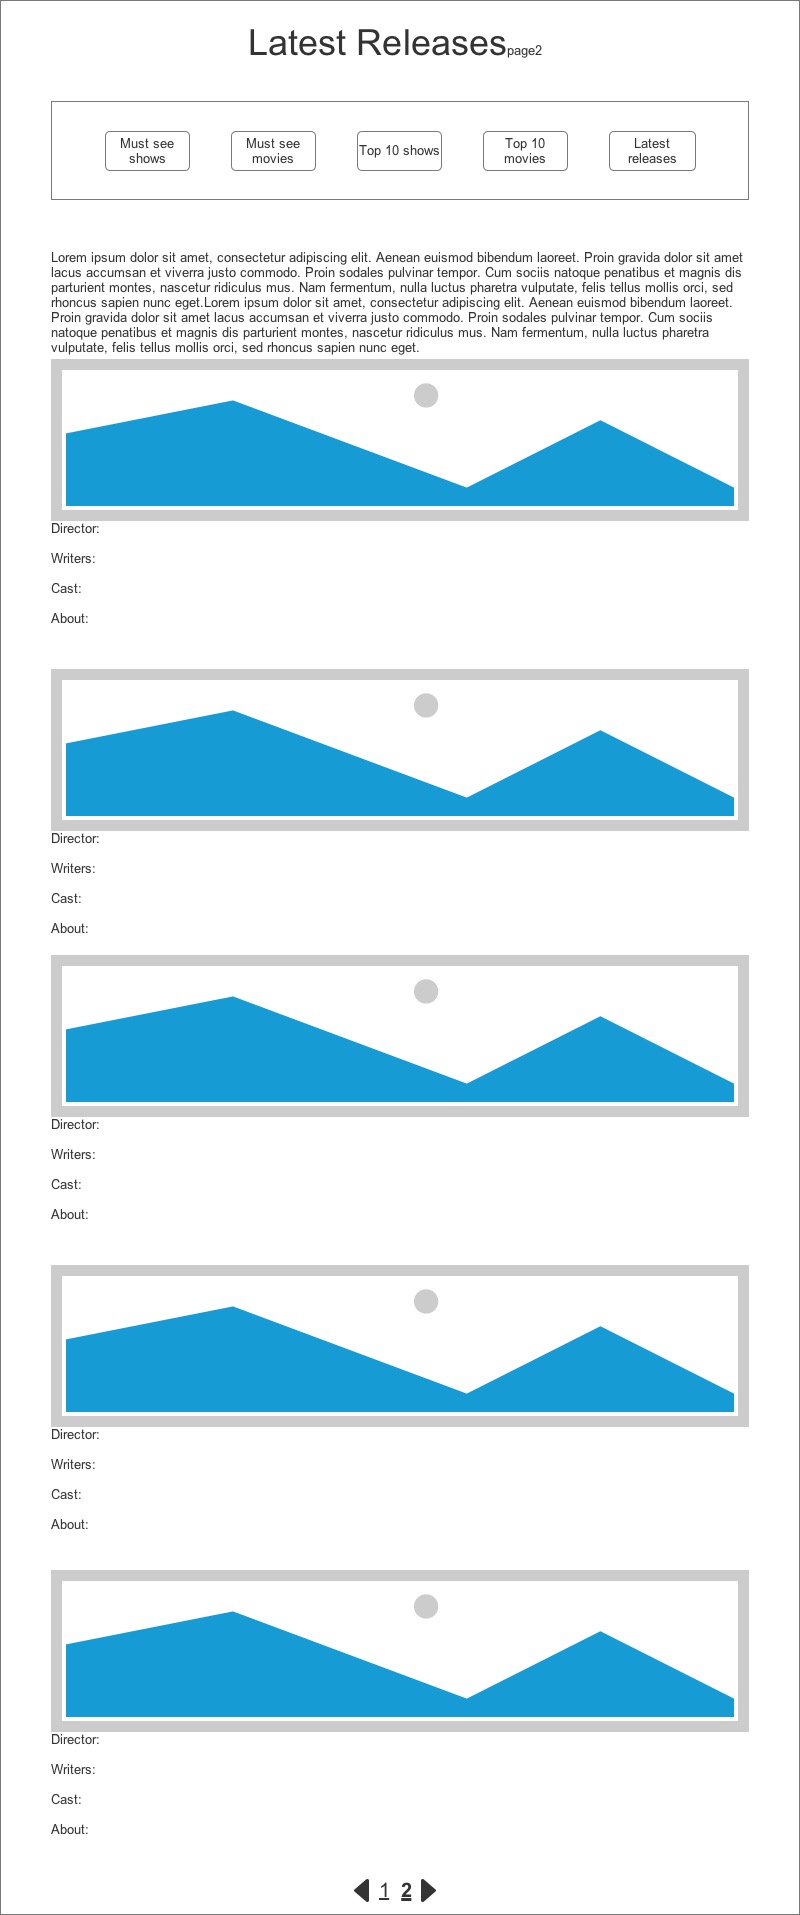 Latest Releasespage2
Must see
shows
Must see
movies
Top 10 shows
Top 10
movies
Latest
releases
Lorem ipsum dolor sit amet, consectetur adipiscing elit. Aenean euismod bibendum laoreet. Proin gravida dolor sit amet
lacus accumsan et viverra justo commodo. Proin sodales pulvinar tempor. Cum sociis natoque penatibus et magnis dis
parturient montes, nascetur ridiculus mus. Nam fermentum, nulla luctus pharetra vulputate, felis tellus mollis orci, sed
rhoncus sapien nunc eget.Lorem ipsum dolor sit amet, consectetur adipiscing elit. Aenean euismod bibendum laoreet.
Proin gravida dolor sit amet lacus accumsan et viverra justo commodo. Proin sodales pulvinar tempor. Cum sociis
natoque penatibus et magnis dis parturient montes, nascetur ridiculus mus. Nam fermentum, nulla luctus pharetra
vulputate, felis tellus mollis orci, sed rhoncus sapien nunc eget.
Director:
Writers:
Cast:
About:
Director:
Writers:
Cast:
About:
Director:
Writers:
Cast:
About:
Director:
Writers:
Cast:
About:
Director:
Writers:
Cast:
About:
1 2